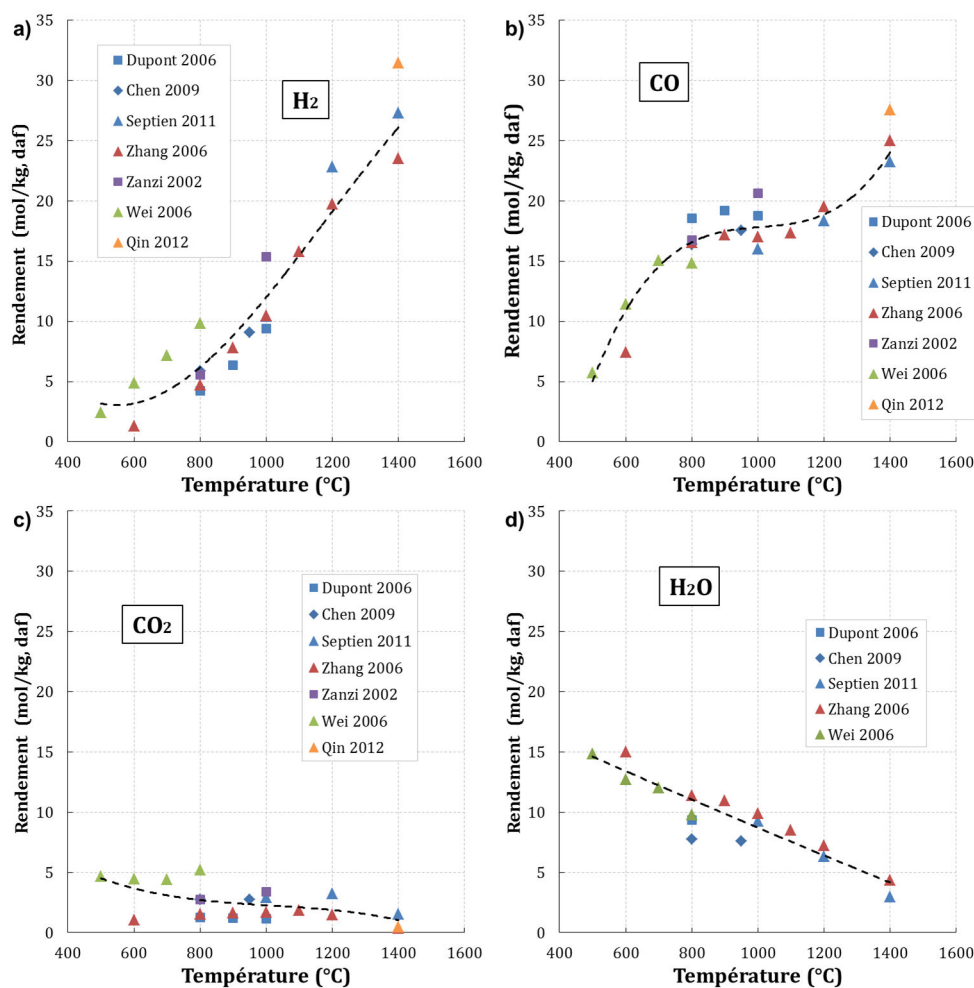 a)
H2
Dupont 2006
Chen 2009
Septien 2011
Zhang 2006
Zanzi 2002
Wei 2006
Qin 2012
Rendement (mol/kg, daf)
35
30
25
20
15
10
5
0
400 600 800 1000 1200 1400 1600
Température (°C)
b)
CO
Dupont 2006
Chen 2009
Septien 2011
Zhang 2006
Zanzi 2002
Wei 2006
Qin 2012
Rendement (mol/kg, daf)
35
30
25
20
15
10
5
0
400 600 800 1000 1200 1400 1600
Température (°C)
c)
CO2
Dupont 2006
Chen 2009
Septien 2011
Zhang 2006
Zanzi 2002
Wei 2006
Qin 2012
Rendement (mol/kg, daf)
35
30
25
20
15
10
5
0
400 600 800 1000 1200 1400 1600
Température (°C)
d)
H2O
Dupont 2006
Chen 2009
Septien 2011
Zhang 2006
Wei 2006
Rendement (mol/kg, daf)
35
30
25
20
15
10
5
0
400 600 800 1000 1200 1400 1600
Température (°C)